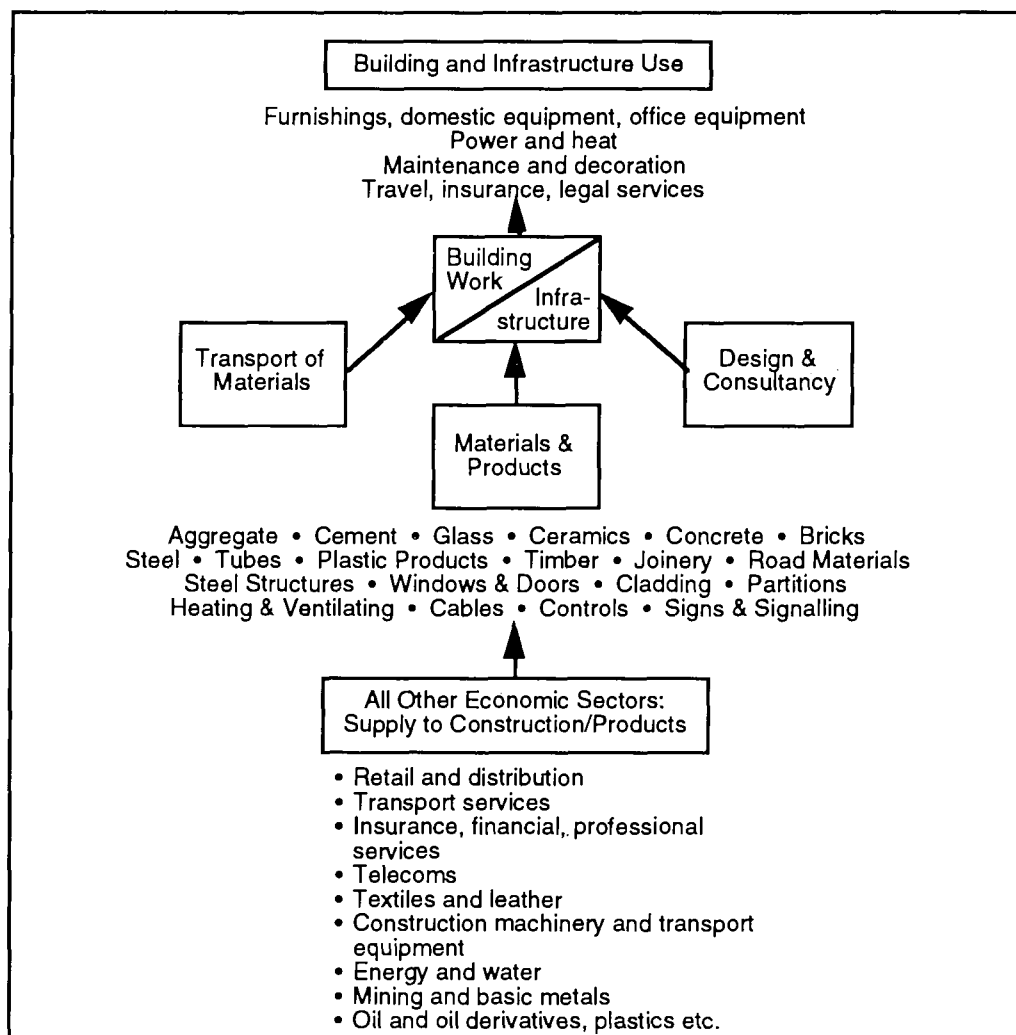 Building and Infrastructure Use
Furnishings, domestic equipment, office equipment
Power and heat
Maintenance and decoration
Travel, insurance, legal services
Building
Work
Infra-
structure
Transport of
Materials
Design &
Consultancy
Materials &
Products
Aggregate • Cement • Glass • Ceramics • Concrete • Bricks
Steel • Tubes • Plastic Products • Timber • Joinery • Road Materials
Steel Structures • Windows & Doors • Cladding • Partitions
Heating & Ventilating • Cables • Controls • Signs & Signalling
All Other Economic Sectors:
Supply to Construction/Products
• Retail and distribution
• Transport services
• Insurance, financial, professional
services
• Telecoms
• Textiles and leather
• Construction machinery and transport
equipment
• Energy and water
• Mining and basic metals
• Oil and oil derivatives, plastics etc.